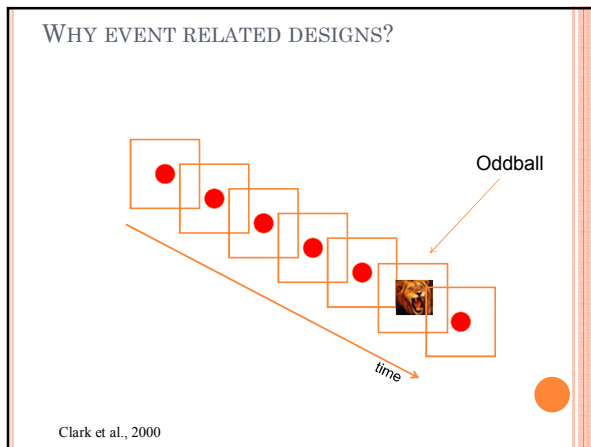 WHY EVENT RELATED DESIGNS?
Oddball
time
Clark et al., 2000